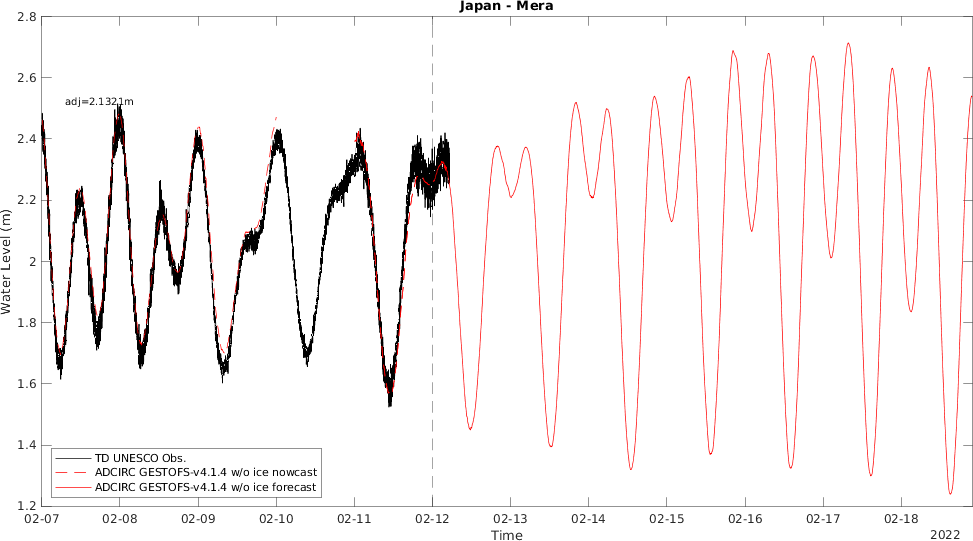 Japan - Mera
2.8
2.6
2.4
2.2
2
1.8
1.6
1.4
1.2
Water Level (m)
adj=2.1321m
TD UNESCO Obs.
ADCIRC GESTOFS-v4.1.4 w/o ice nowcast
ADCIRC GESTOFS-v4.1.4 w/o ice forecast
02-07 02-08 02-09 02-10 02-11 02-12 02-13 02-14 02-15 02-16 02-17 02-18
Time
2022